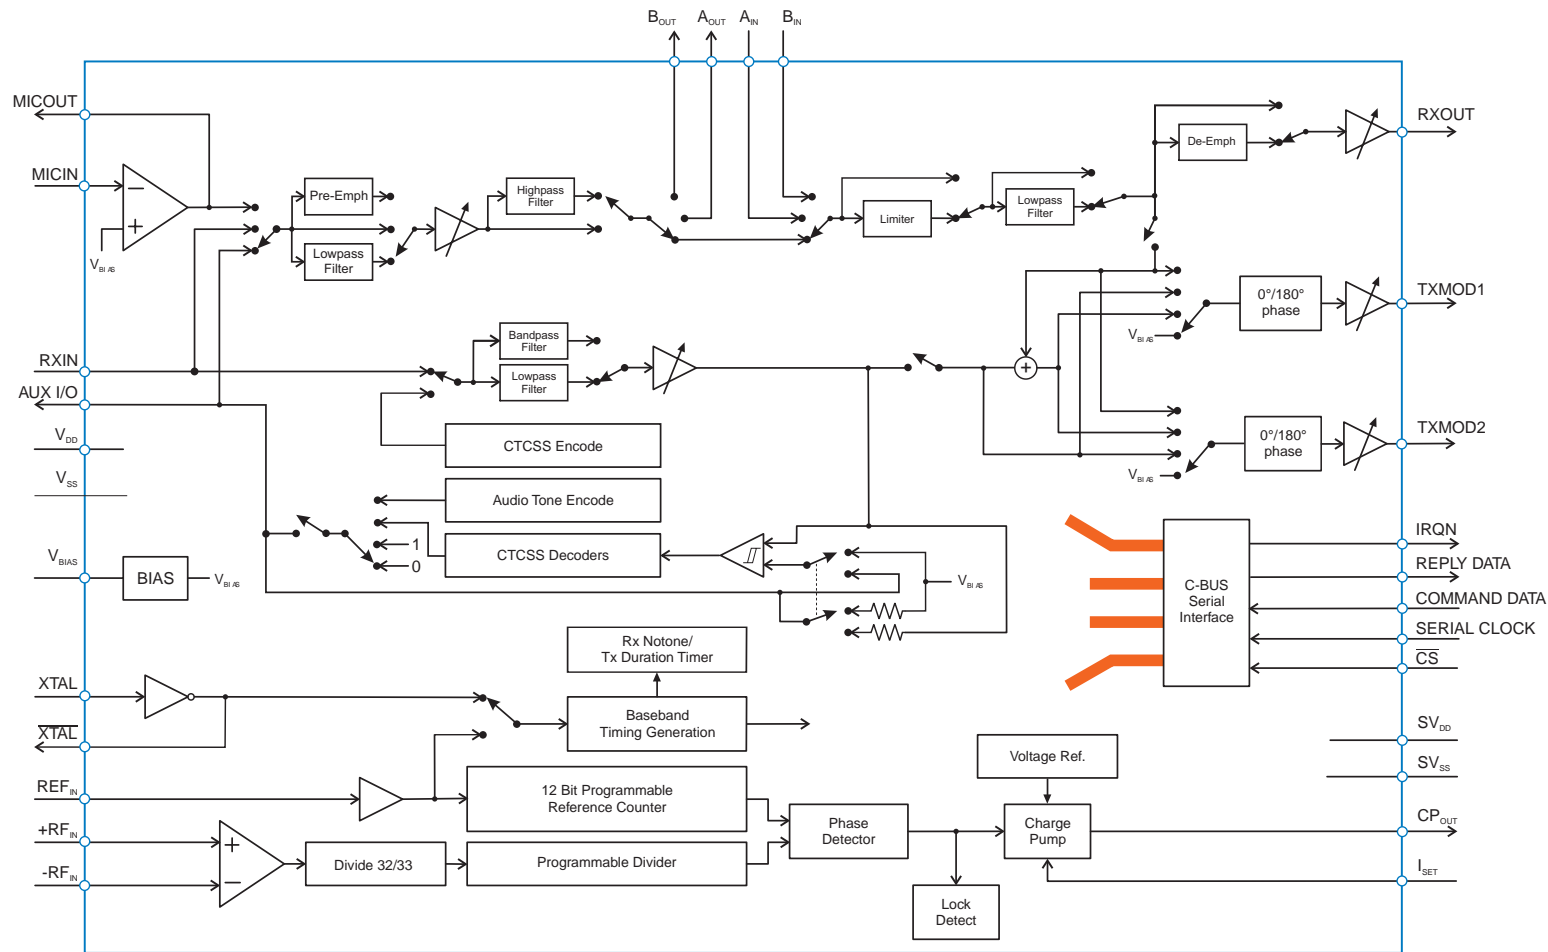 BOUT AOUT AIN BIN
MICOUT
RXOUT
De-Emph
MICIN
−
+
VBIAS
Pre-Emph
Lowpass
Filter
Highpass
Filter
Limiter
Lowpass
Filter
0°/180°
phase
TXMOD1
VBIAS
RXIN
AUX I/O
Bandpass
Filter
Lowpass
Filter
+
CTCSS Encode
0°/180°
phase
TXMOD2
VBIAS
VDD
VSS
Audio Tone Encode
CTCSS Decoders
1
0
VBIAS
VBIAS
BIAS
VBIAS
C-BUS
Serial
Interface
IRQN
REPLY DATA
COMMAND DATA
SERIAL CLOCK
CS
Rx Notone/
Tx Duration Timer
XTAL
XTAL
Baseband
Timing Generation
SVDD
SVSS
Voltage Ref.
REFIN
12 Bit Programmable
Reference Counter
+RFIN
-RFIN
+
−
Divide 32/33
Programmable Divider
Phase
Detector
Charge
Pump
CPOUT
ISET
Lock
Detect